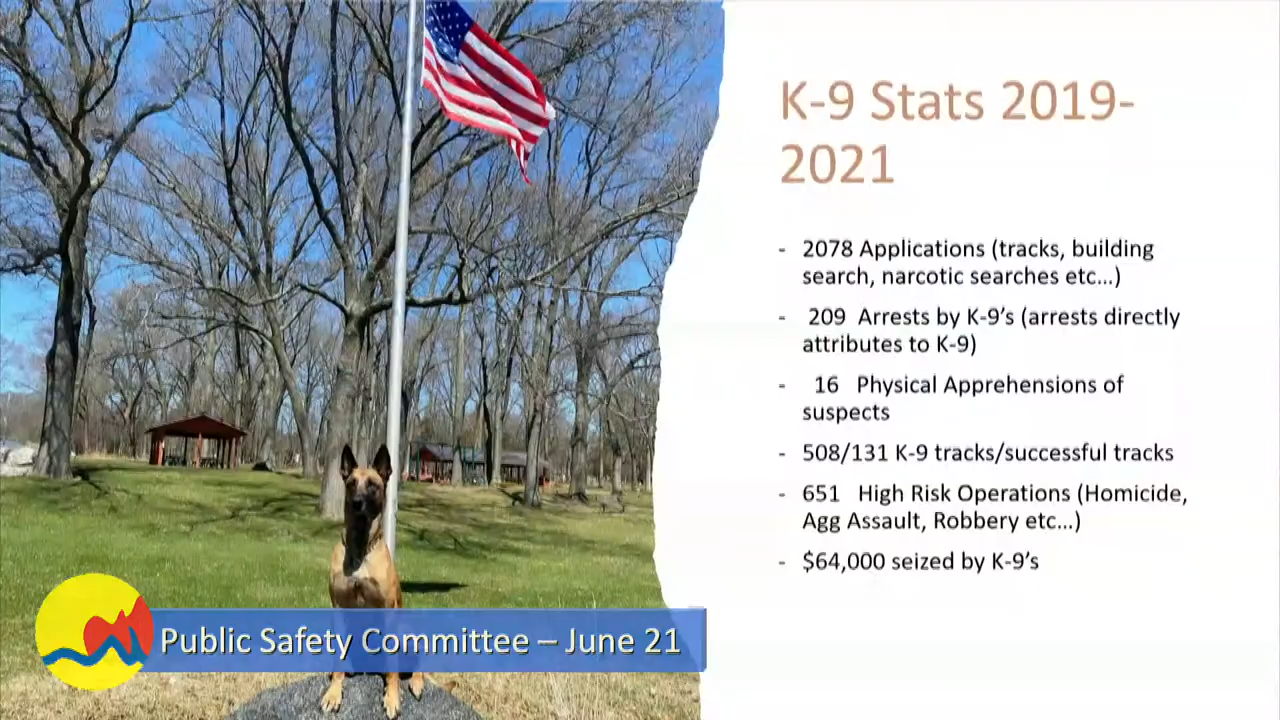 K-9 Stats 2019-
2021
- 2078 Applications (tracks, building
search, narcotic searches etc...)
- 209 Arrests by K-9's (arrests directly
attributes to K-9)
- 16 Physical Apprehensions of
suspects
- 508/131 K-9 tracks/successful tracks
- 651 High Risk Operations (Homicide,
Agg Assault, Robbery etc...)
- $64,000 seized by K-9's
Public Safety Committee – June 21